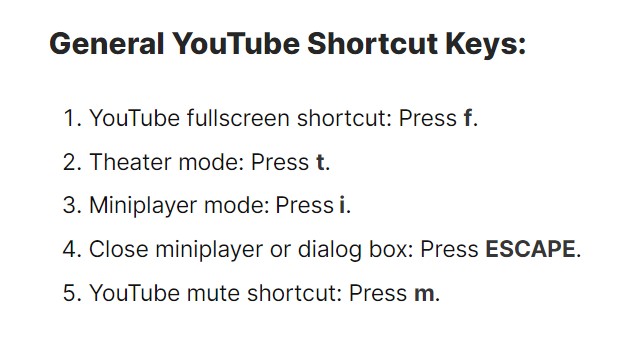 General YouTube Shortcut Keys:
1. YouTube fullscreen shortcut: Press f.
2. Theater mode: Press t.
3. Miniplayer mode: Press i.
4. Close miniplayer or dialog box: Press ESCAPE.
5. YouTube mute shortcut: Press m.